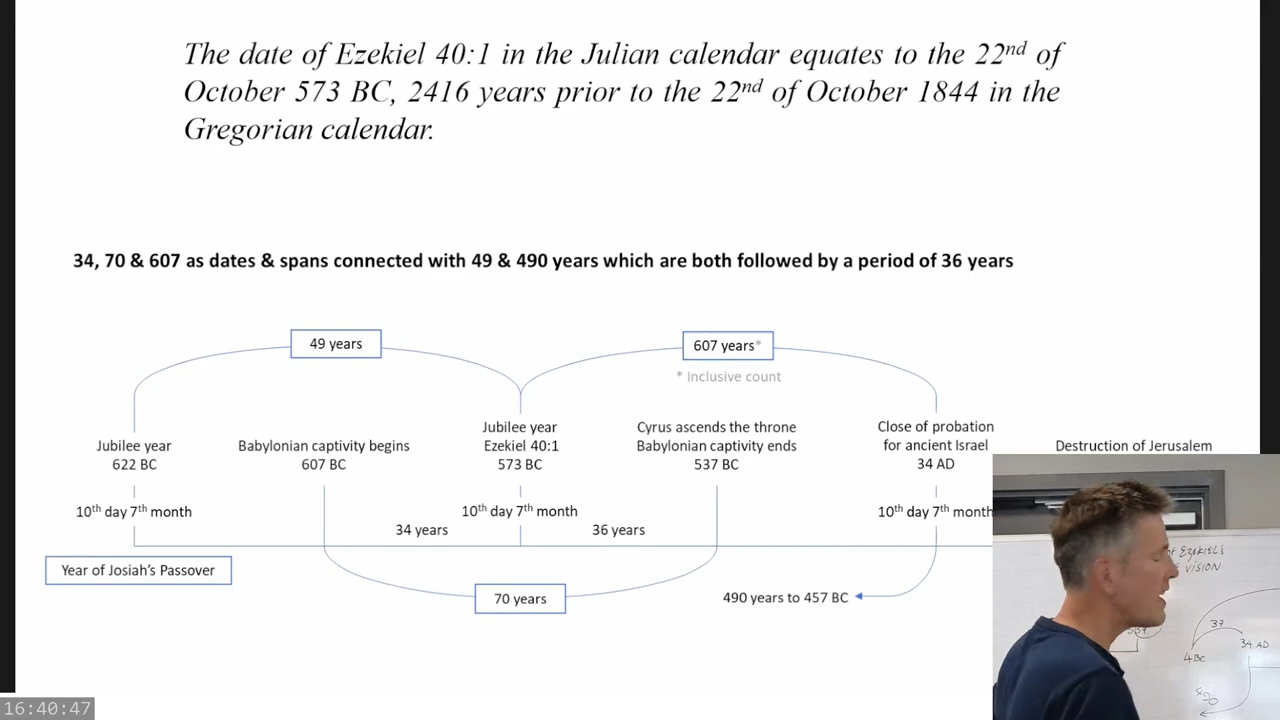 The date of Ezekiel 40:1 in the Julian calendar equates to the 22nd of
October 573 BC, 2416 years prior to the 22nd of October 1844 in the
Gregorian calendar.
34, 70 & 607 as dates & spans connected with 49 & 490 years which are both followed by a period of 36 years
49 years
607 years*
* Inclusive count
Jubilee year
622 BC
Babylonian captivity begins
607 BC
Jubilee year
Ezekiel 40:1
573 BC
Cyrus ascends the throne
Babylonian captivity ends
537 BC
Close of probation
for ancient Israel
34 AD
Destruction of Jerusalem
10th day 7th month
10th day 7th month
10th day 7th month
34 years
36 years
Year of Josiah's Passover
70 years
490 years to 457 BC
EZEKIEL'S
VISION
37
34 AD
4 BC
490
16:40:47